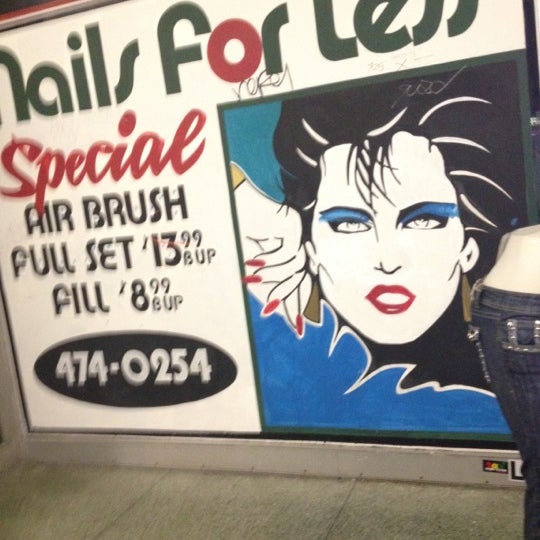 Nails For Less
Special
AIR BRUSH
FULL SET $13.99 &UP
FILL $8.99 &UP
474-0254